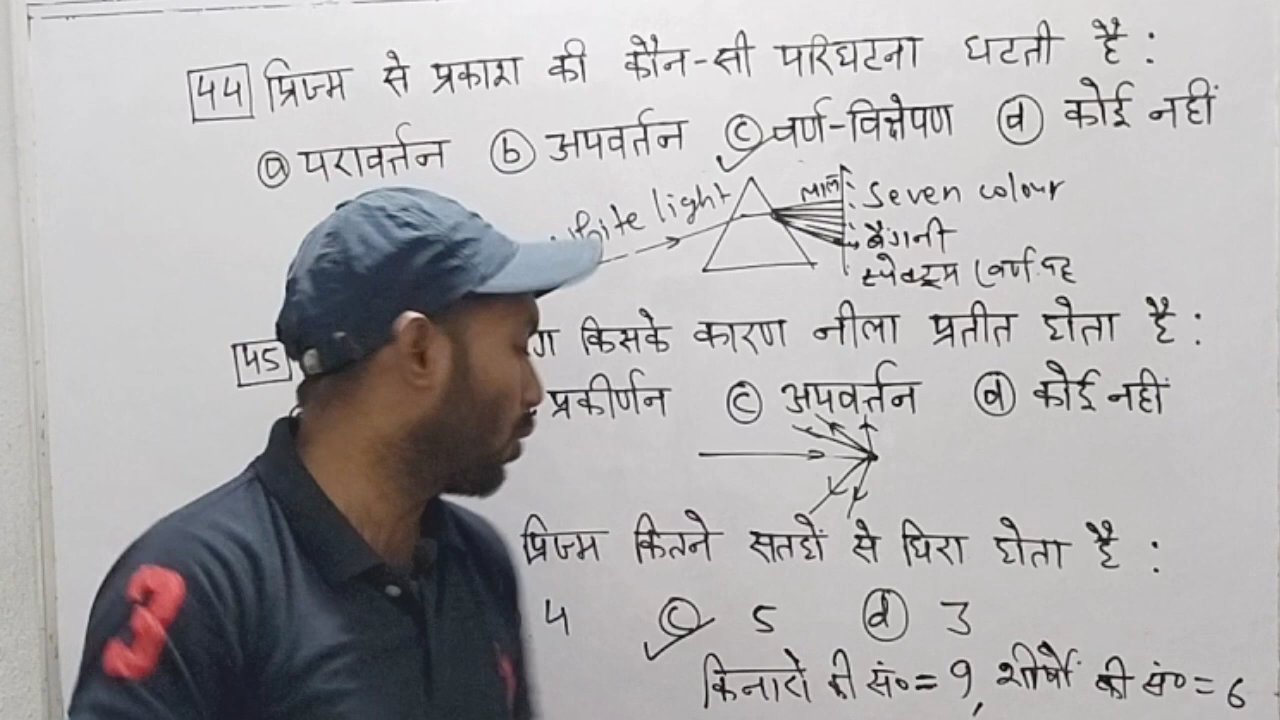 44 प्रिज्म से प्रकाश की कौन-सी परिघटना घटती है :
(a) परावर्तन (b) अपवर्तन (c) वर्ण-विक्षेपण (d) कोई नहीं
white light लाल Seven colour
बैंगनी
स्पेक्ट्रम (वर्ण पट
45 किसके कारण नीला प्रतीत होता है :
प्रकीर्णन (c) अपवर्तन (d) कोई नहीं
प्रिज्म कितने सतहों से घिरा होता है :
4 (c) 5 (d) 3
किनारो की सं० = 9, शीर्षों की सं० = 6
3